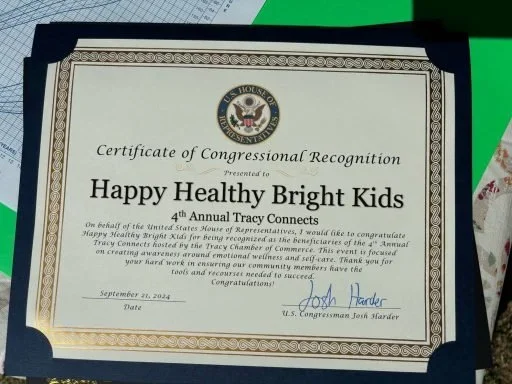 U.S. HOUSE OF REPRESENTATIVES
Certificate of Congressional Recognition
Presented to
Happy Healthy Bright Kids
4th Annual Tracy Connects
On behalf of the United States House of Representatives, I would like to congratulate
Happy Healthy Bright Kids for being recognized as the beneficiaries of the 4th Annual
Tracy Connects hosted by the Tracy Chamber of Commerce. This event is focused
on creating awareness around emotional wellness and self-care. Thank you for
your hard work in ensuring our community members have the
tools and recourses needed to succeed.
Congratulations!
September 21, 2024
Date
Josh Harder
U.S. Congressman Josh Harder